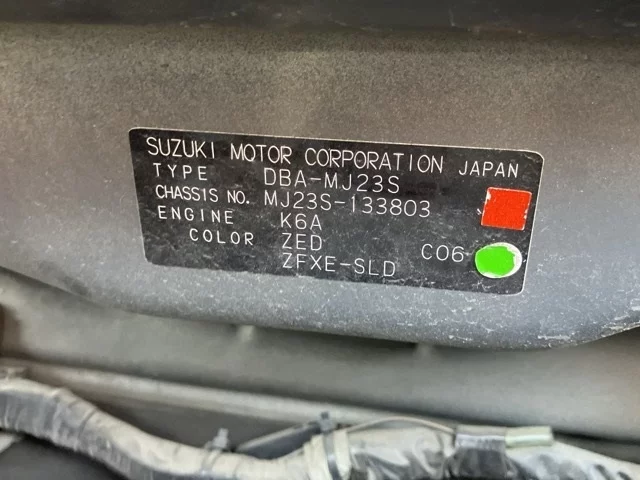 SUZUKI MOTOR CORPORATION JAPAN
TYPE DBA-MJ23S
CHASSIS NO. MJ23S-133803
ENGINE K6A
COLOR ZED C06
ZFXE-SLD